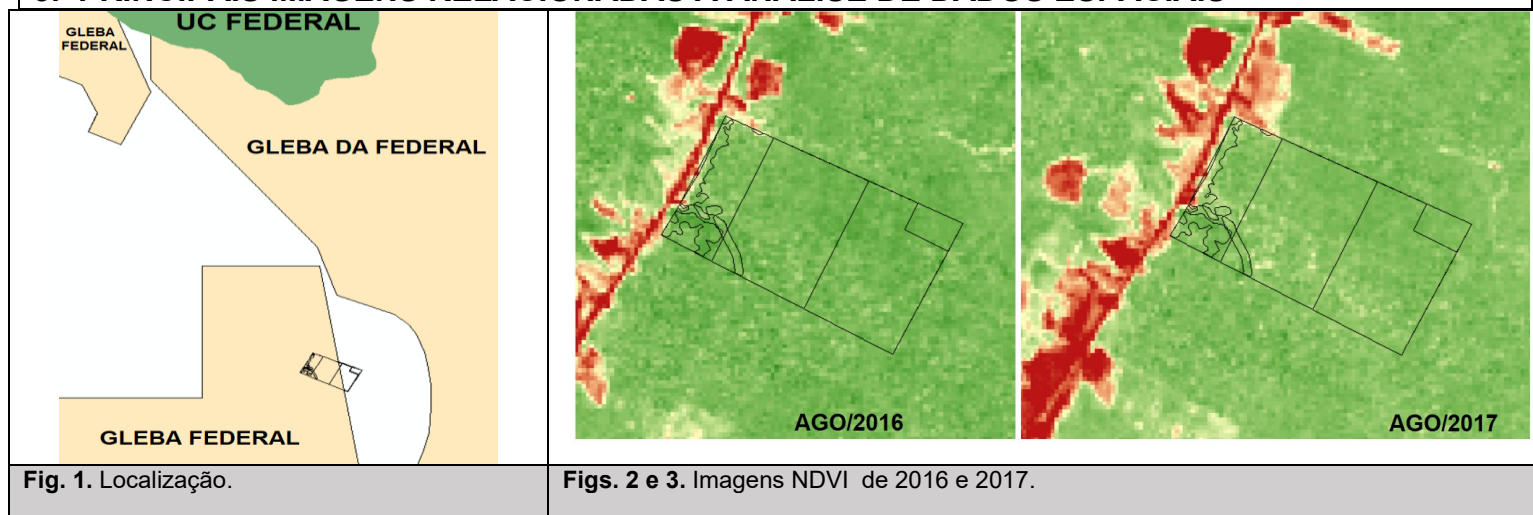 UC FEDERAL
GLEBA
FEDERAL
GLEBA DA FEDERAL
GLEBA FEDERAL
AGO/2016
AGO/2017
Fig. 1. Localização.
Figs. 2 e 3. Imagens NDVI de 2016 e 2017.